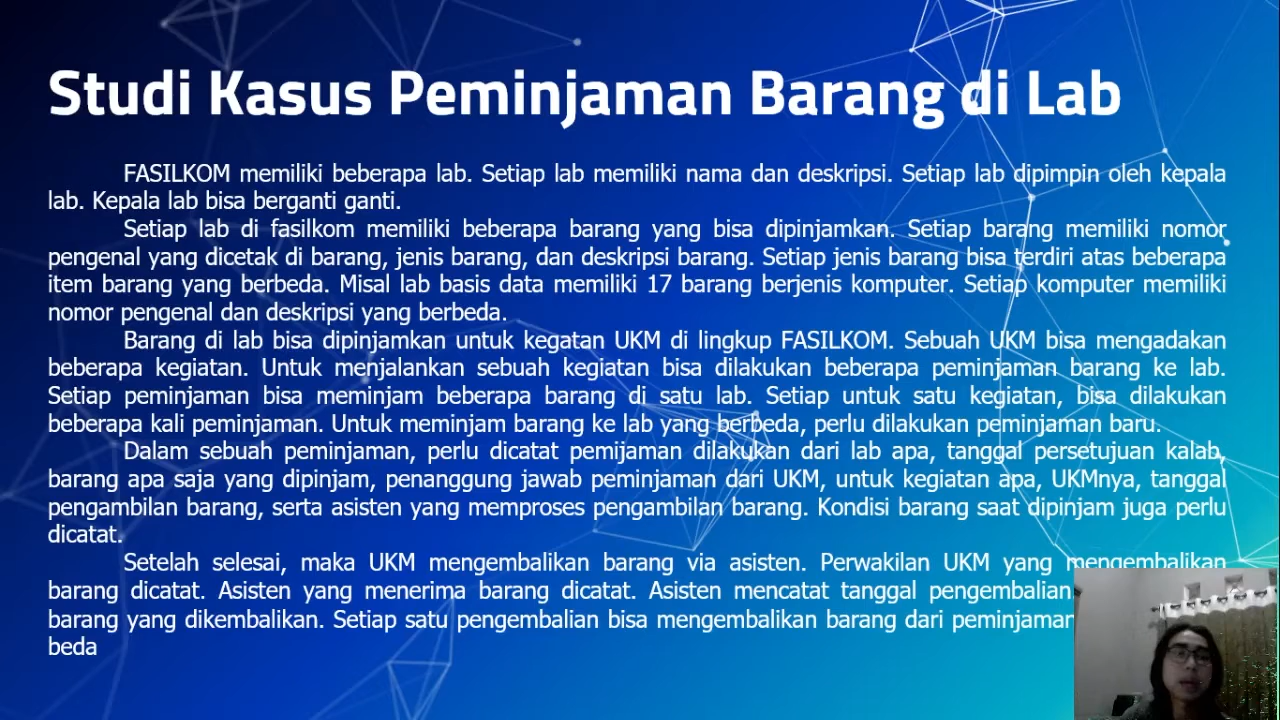 Studi Kasus Peminjaman Barang di Lab
FASILKOM memiliki beberapa lab. Setiap lab memiliki nama dan deskripsi. Setiap lab dipimpin oleh kepala
lab. Kepala lab bisa berganti ganti.
Setiap lab di fasilkom memiliki beberapa barang yang bisa dipinjamkan. Setiap barang memiliki nomor
pengenal yang dicetak di barang, jenis barang, dan deskripsi barang. Setiap jenis barang bisa terdiri atas beberapa
item barang yang berbeda. Misal lab basis data memiliki 17 barang berjenis komputer. Setiap komputer memiliki
nomor pengenal dan deskripsi yang berbeda.
Barang di lab bisa dipinjamkan untuk kegatan UKM di lingkup FASILKOM. Sebuah UKM bisa mengadakan
beberapa kegiatan. Untuk menjalankan sebuah kegiatan bisa dilakukan beberapa peminjaman barang ke lab.
Setiap peminjaman bisa meminjam beberapa barang di satu lab. Setiap untuk satu kegiatan, bisa dilakukan
beberapa kali peminjaman. Untuk meminjam barang ke lab yang berbeda, perlu dilakukan peminjaman baru.
Dalam sebuah peminjaman, perlu dicatat pemijaman dilakukan dari lab apa, tanggal persetujuan kalab,
barang apa saja yang dipinjam, penanggung jawab peminjaman dari UKM, untuk kegiatan apa, UKMnya, tanggal
pengambilan barang, serta asisten yang memproses pengambilan barang. Kondisi barang saat dipinjam juga perlu
dicatat.
Setelah selesai, maka UKM mengembalikan barang via asisten. Perwakilan UKM yang mengembalikan
barang dicatat. Asisten yang menerima barang dicatat. Asisten mencatat tanggal pengembalian
barang yang dikembalikan. Setiap satu pengembalian bisa mengembalikan barang dari peminjaman
beda